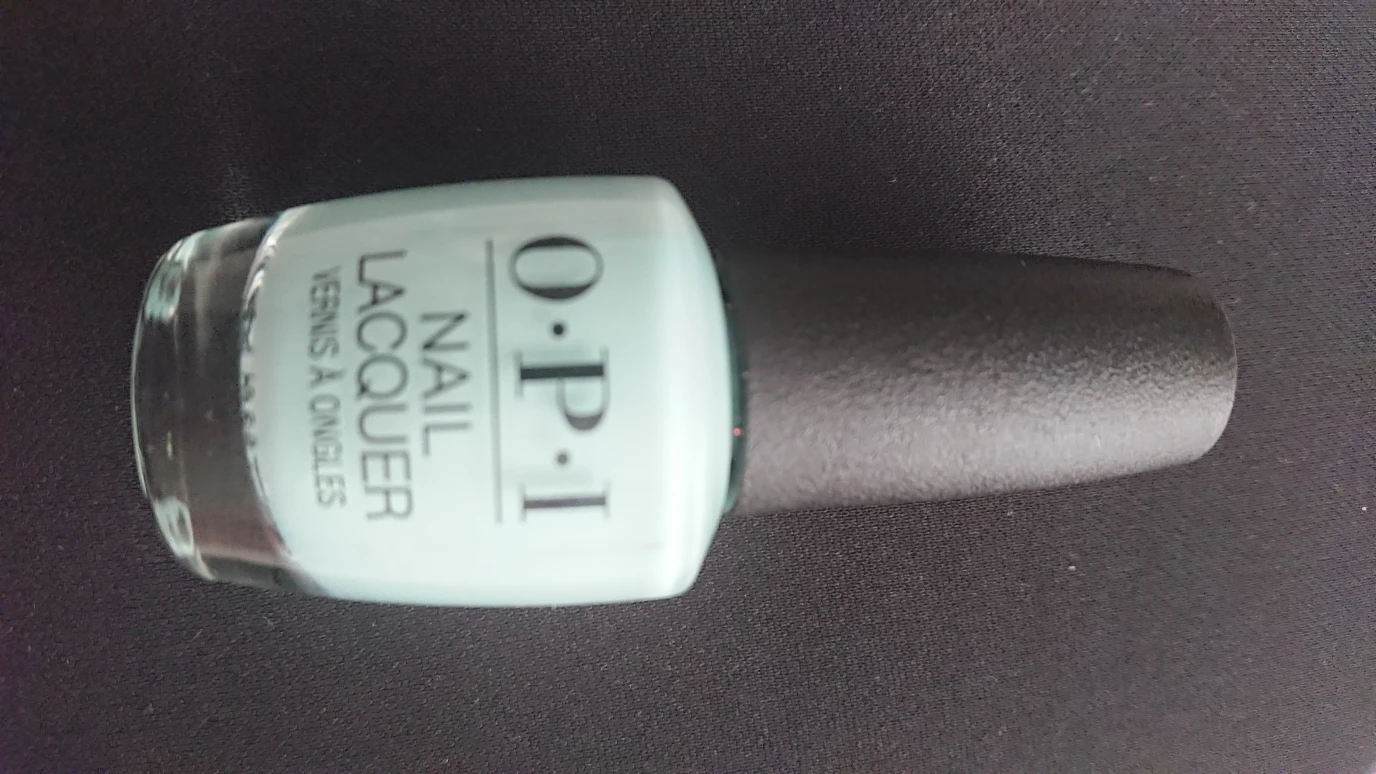 O·P·I
NAIL
LACQUER
VERNIS À ONGLES